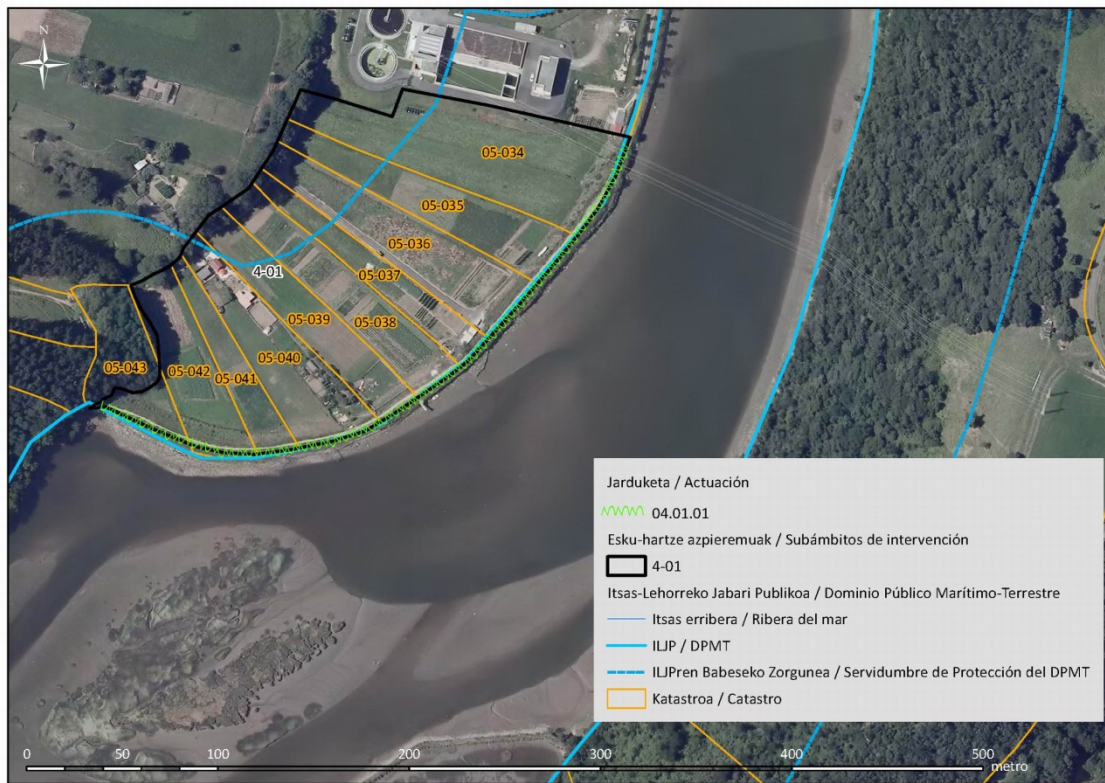 N
05-034
05-035
05-036
4-01
05-037
05-038
05-039
05-040
05-043
05-042
05-041
Jarduketa / Actuación
04.01.01
Esku-hartze azpieremuak / Subámbitos de intervención
4-01
Itsas-Lehorreko Jabari Publikoa / Dominio Público Marítimo-Terrestre
Itsas erribera / Ribera del mar
ILJP / DPMT
ILJPren Babeseko Zorgunea / Servidumbre de Protección del DPMT
Katastroa / Catastro
0 50 100 200 300 400 500
metro